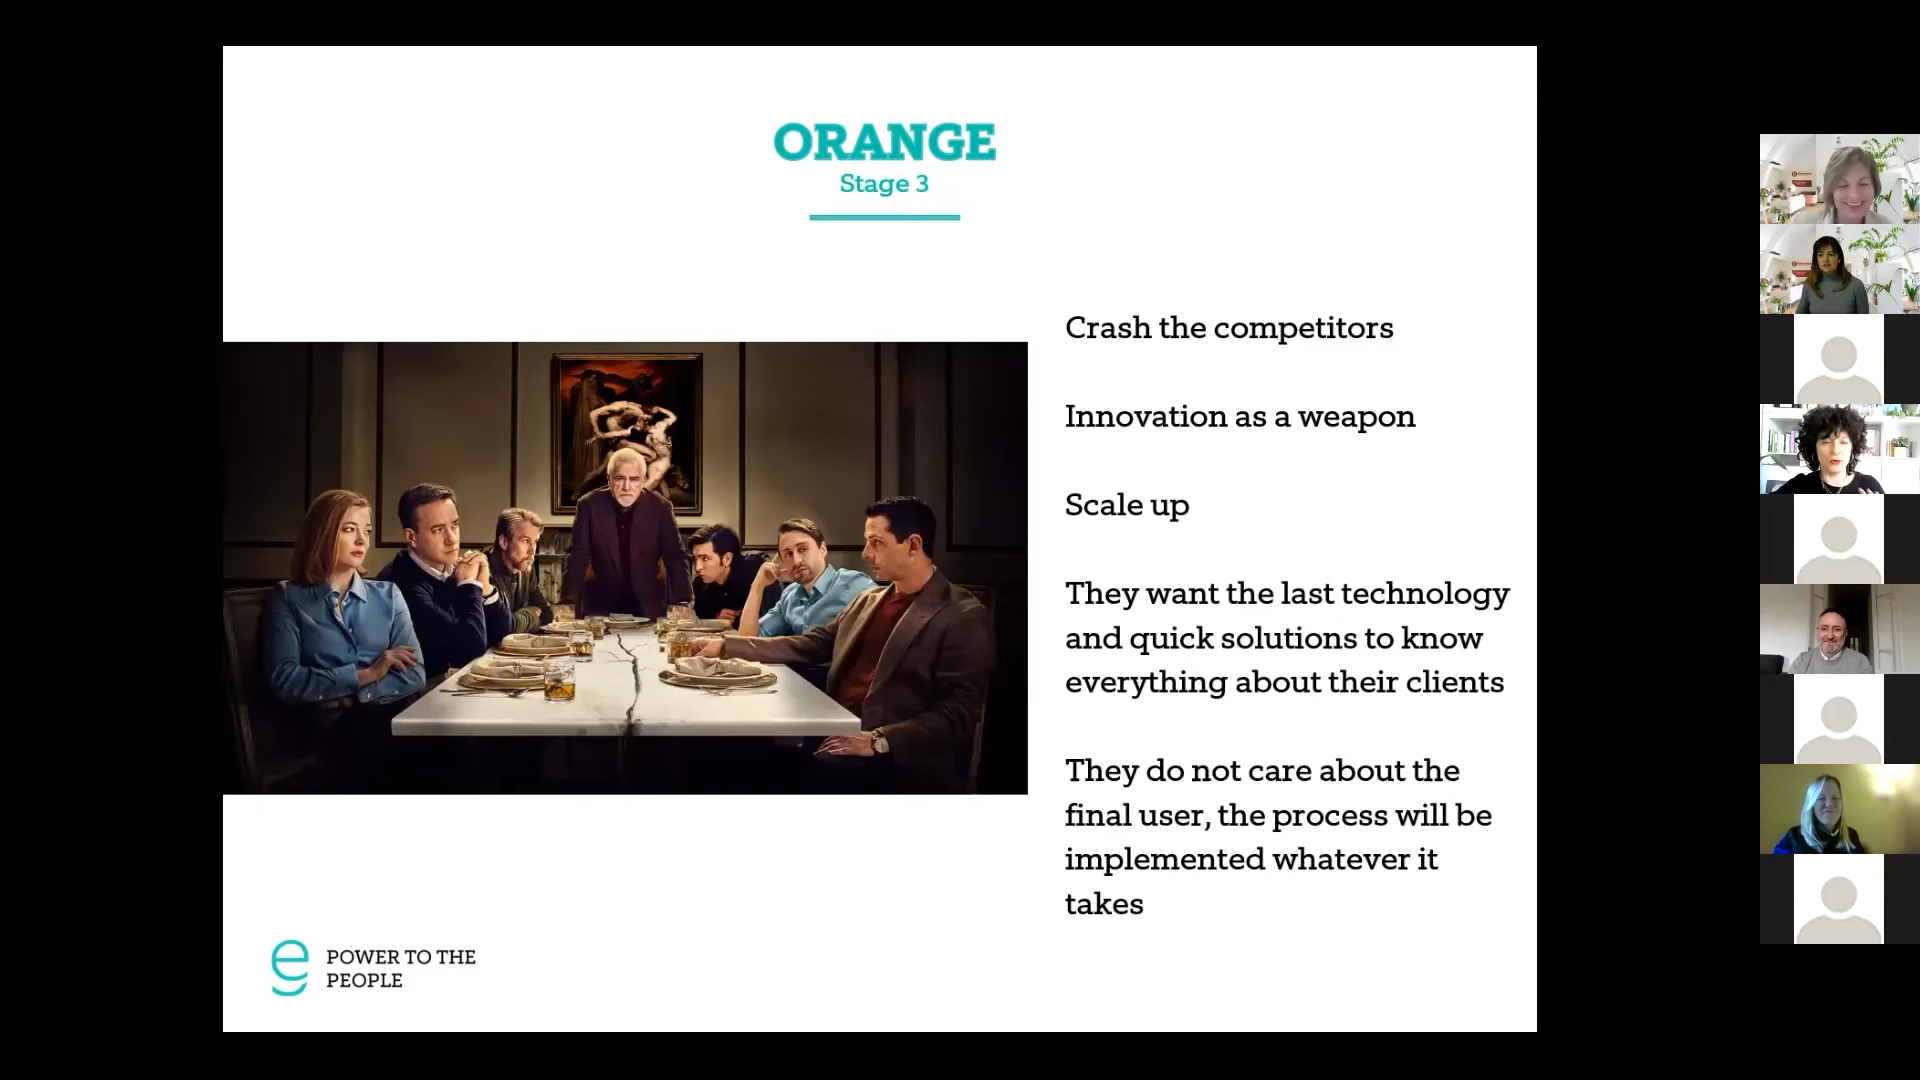 ORANGE
Stage 3
Crash the competitors
Innovation as a weapon
Scale up
They want the last technology
and quick solutions to know
everything about their clients
They do not care about the
final user, the process will be
implemented whatever it
takes
e
POWER TO THE
PEOPLE